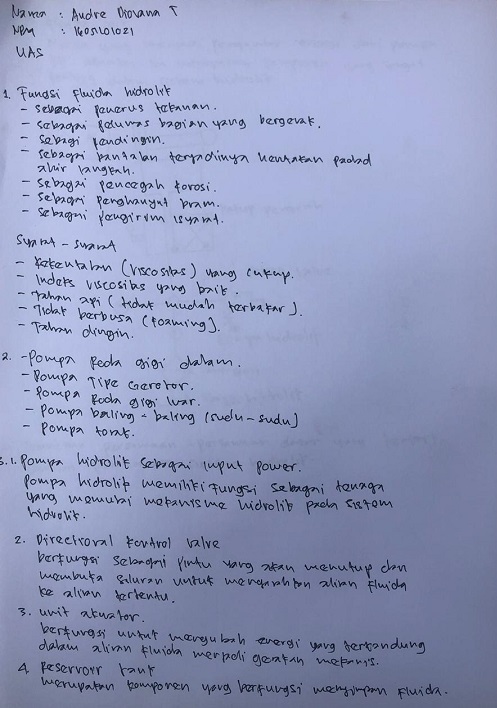 Nama : Audre Diovana T
NPM : 1605101021
UAS
1. Fungsi Fluida hidrolik
- sebagai penerus tekanan.
- sebagai pelumas bagian yang bergerak.
- sebagi pendingin.
- sebagai bantalan terjadinya hentakan pada
akhir langkah.
- sebagai pencegah korosi.
- sebagai penghanyut bram.
- sebagai pengirim isyarat.
Syarat - syarat
- Kekentalan (viscositas) yang cukup.
- Indeks viscositas yang baik.
- Tahan api (tidak mudah terbakar).
- Tidak berbusa (foaming).
- Tahan dingin.
2. - Pompa Roda gigi dalam.
- Pompa Tipe Gerotor.
- Pompa Roda gigi luar.
- Pompa baling - baling (sudu-sudu)
- Pompa torak.
3. 1. Pompa hidrolik sebagai input power.
Pompa hidrolik memiliki fungsi sebagai tenaga
yang memulai mekanisme hidrolik pada sistem
hidrolik.
2. Directional Kontrol valve
berfungsi sebagai pintu yang akan menutup dan
membuka saluran untuk mengarahkan aliran fluida
ke aliran tertentu.
3. unit aktuator.
berfungsi untuk mengubah energi yang terkandung
dalam aliran fluida menjadi gerakan mekanis.
4. Reservoir tank
merupakan komponen yang berfungsi menyimpan fluida.